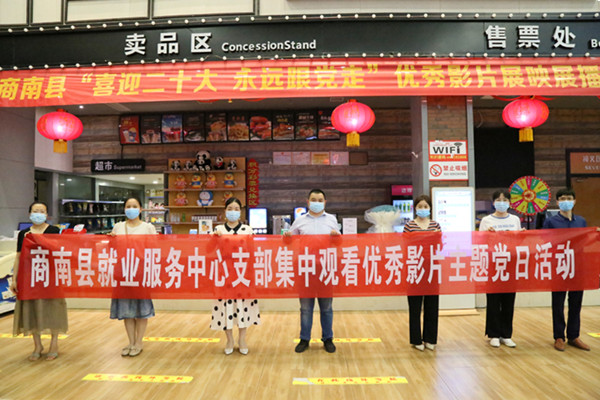 卖品区 ConcessionStand
售票处
商南县“喜迎二十大 永远跟党走”优秀影片展映展播
WiFi
禁止吸烟
超市 Supermarket
商南县就业服务中心支部集中观看优秀影片主题党日活动